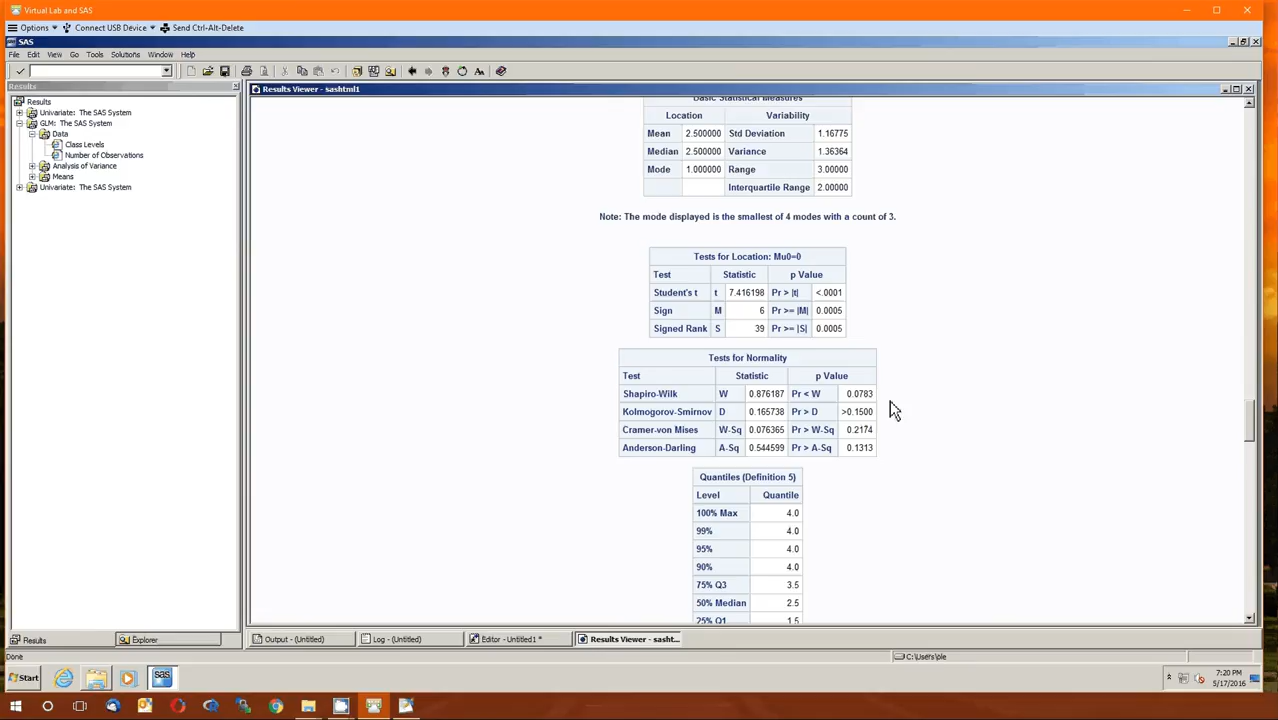 Virtual Lab and SAS
Options Connect USB Device Send Ctrl-Alt-Delete
SAS
File Edit View Go Tools Solutions Window Help
Results
Results Viewer - sashtml1
Results
Univariate: The SAS System
GLM: The SAS System
Data
Class Levels
Number of Observations
Analysis of Variance
Means
Univariate: The SAS System
Basic Statistical Measures
Location Variability
Mean 2.500000 Std Deviation 1.16775
Median 2.500000 Variance 1.36364
Mode 1.000000 Range 3.00000
Interquartile Range 2.00000
Note: The mode displayed is the smallest of 4 modes with a count of 3.
Tests for Location: Mu0=0
Test Statistic p Value
Student's t t 7.416198 Pr > |t| <.0001
Sign M 6 Pr >= |M| 0.0005
Signed Rank S 39 Pr >= |S| 0.0005
Tests for Normality
Test Statistic p Value
Shapiro-Wilk W 0.876187 Pr < W 0.0783
Kolmogorov-Smirnov D 0.165738 Pr > D >0.1500
Cramer-von Mises W-Sq 0.076365 Pr > W-Sq 0.2174
Anderson-Darling A-Sq 0.544599 Pr > A-Sq 0.1313
Quantiles (Definition 5)
Level Quantile
100% Max 4.0
99% 4.0
95% 4.0
90% 4.0
75% Q3 3.5
50% Median 2.5
25% Q1 1.5
Results Explorer Output - (Untitled) Log - (Untitled) Editor - Untitled1 * Results Viewer - sasht...
Done C:\Users\ple
Start sas 7:20 PM
5/17/2016